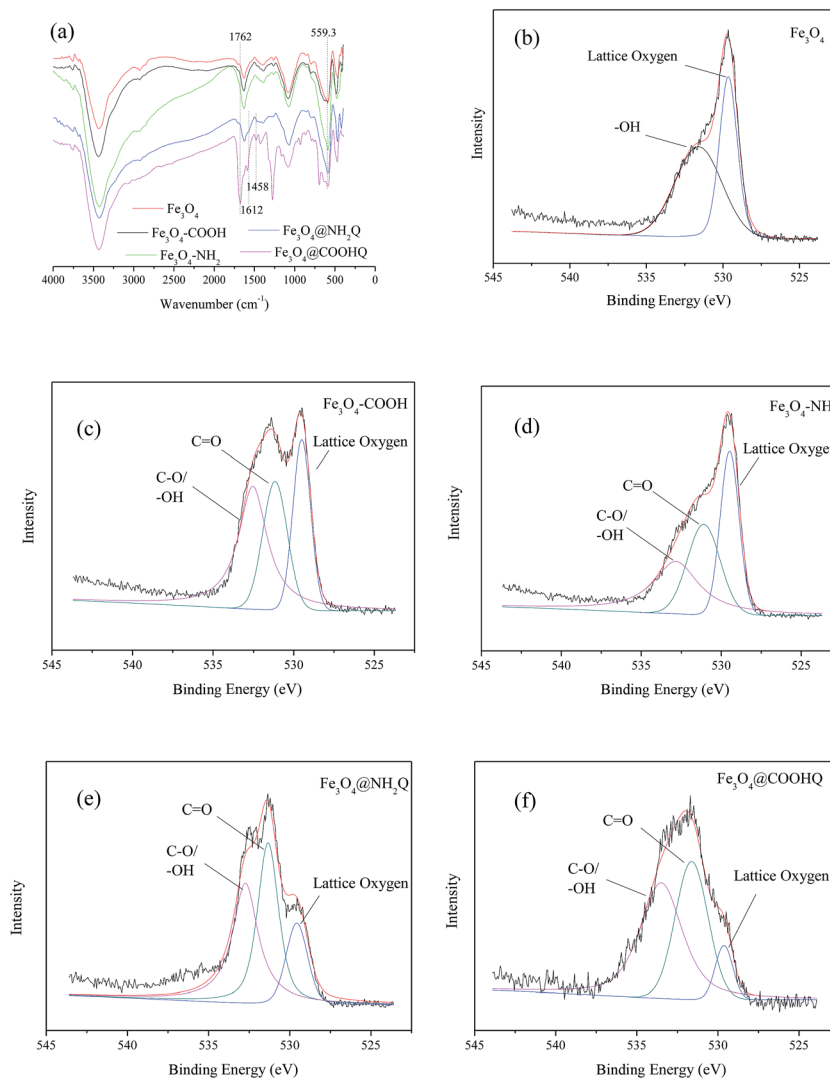 (a)
1762
559.3
1458
1612
Fe₃O₄
Fe₃O₄-COOH
Fe₃O₄-NH₂
Fe₃O₄@NH₂Q
Fe₃O₄@COOHQ
4000 3500 3000 2500 2000 1500 1000 500 0
Wavenumber (cm⁻¹)
(b)
Fe₃O₄
Lattice Oxygen
-OH
Intensity
545 540 535 530 525
Binding Energy (eV)
(c)
Fe₃O₄-COOH
C=O
Lattice Oxygen
C-O/
-OH
Intensity
545 540 535 530 525
Binding Energy (eV)
(d)
Fe₃O₄-NH
Lattice Oxygen
C=O
C-O/
-OH
Intensity
545 540 535 530 525
Binding Energy (eV)
(e)
Fe₃O₄@NH₂Q
C=O
C-O/
-OH
Lattice Oxygen
Intensity
545 540 535 530 525
Binding Energy (eV)
(f)
Fe₃O₄@COOHQ
C=O
C-O/
-OH
Lattice Oxygen
Intensity
545 540 535 530 525
Binding Energy (eV)